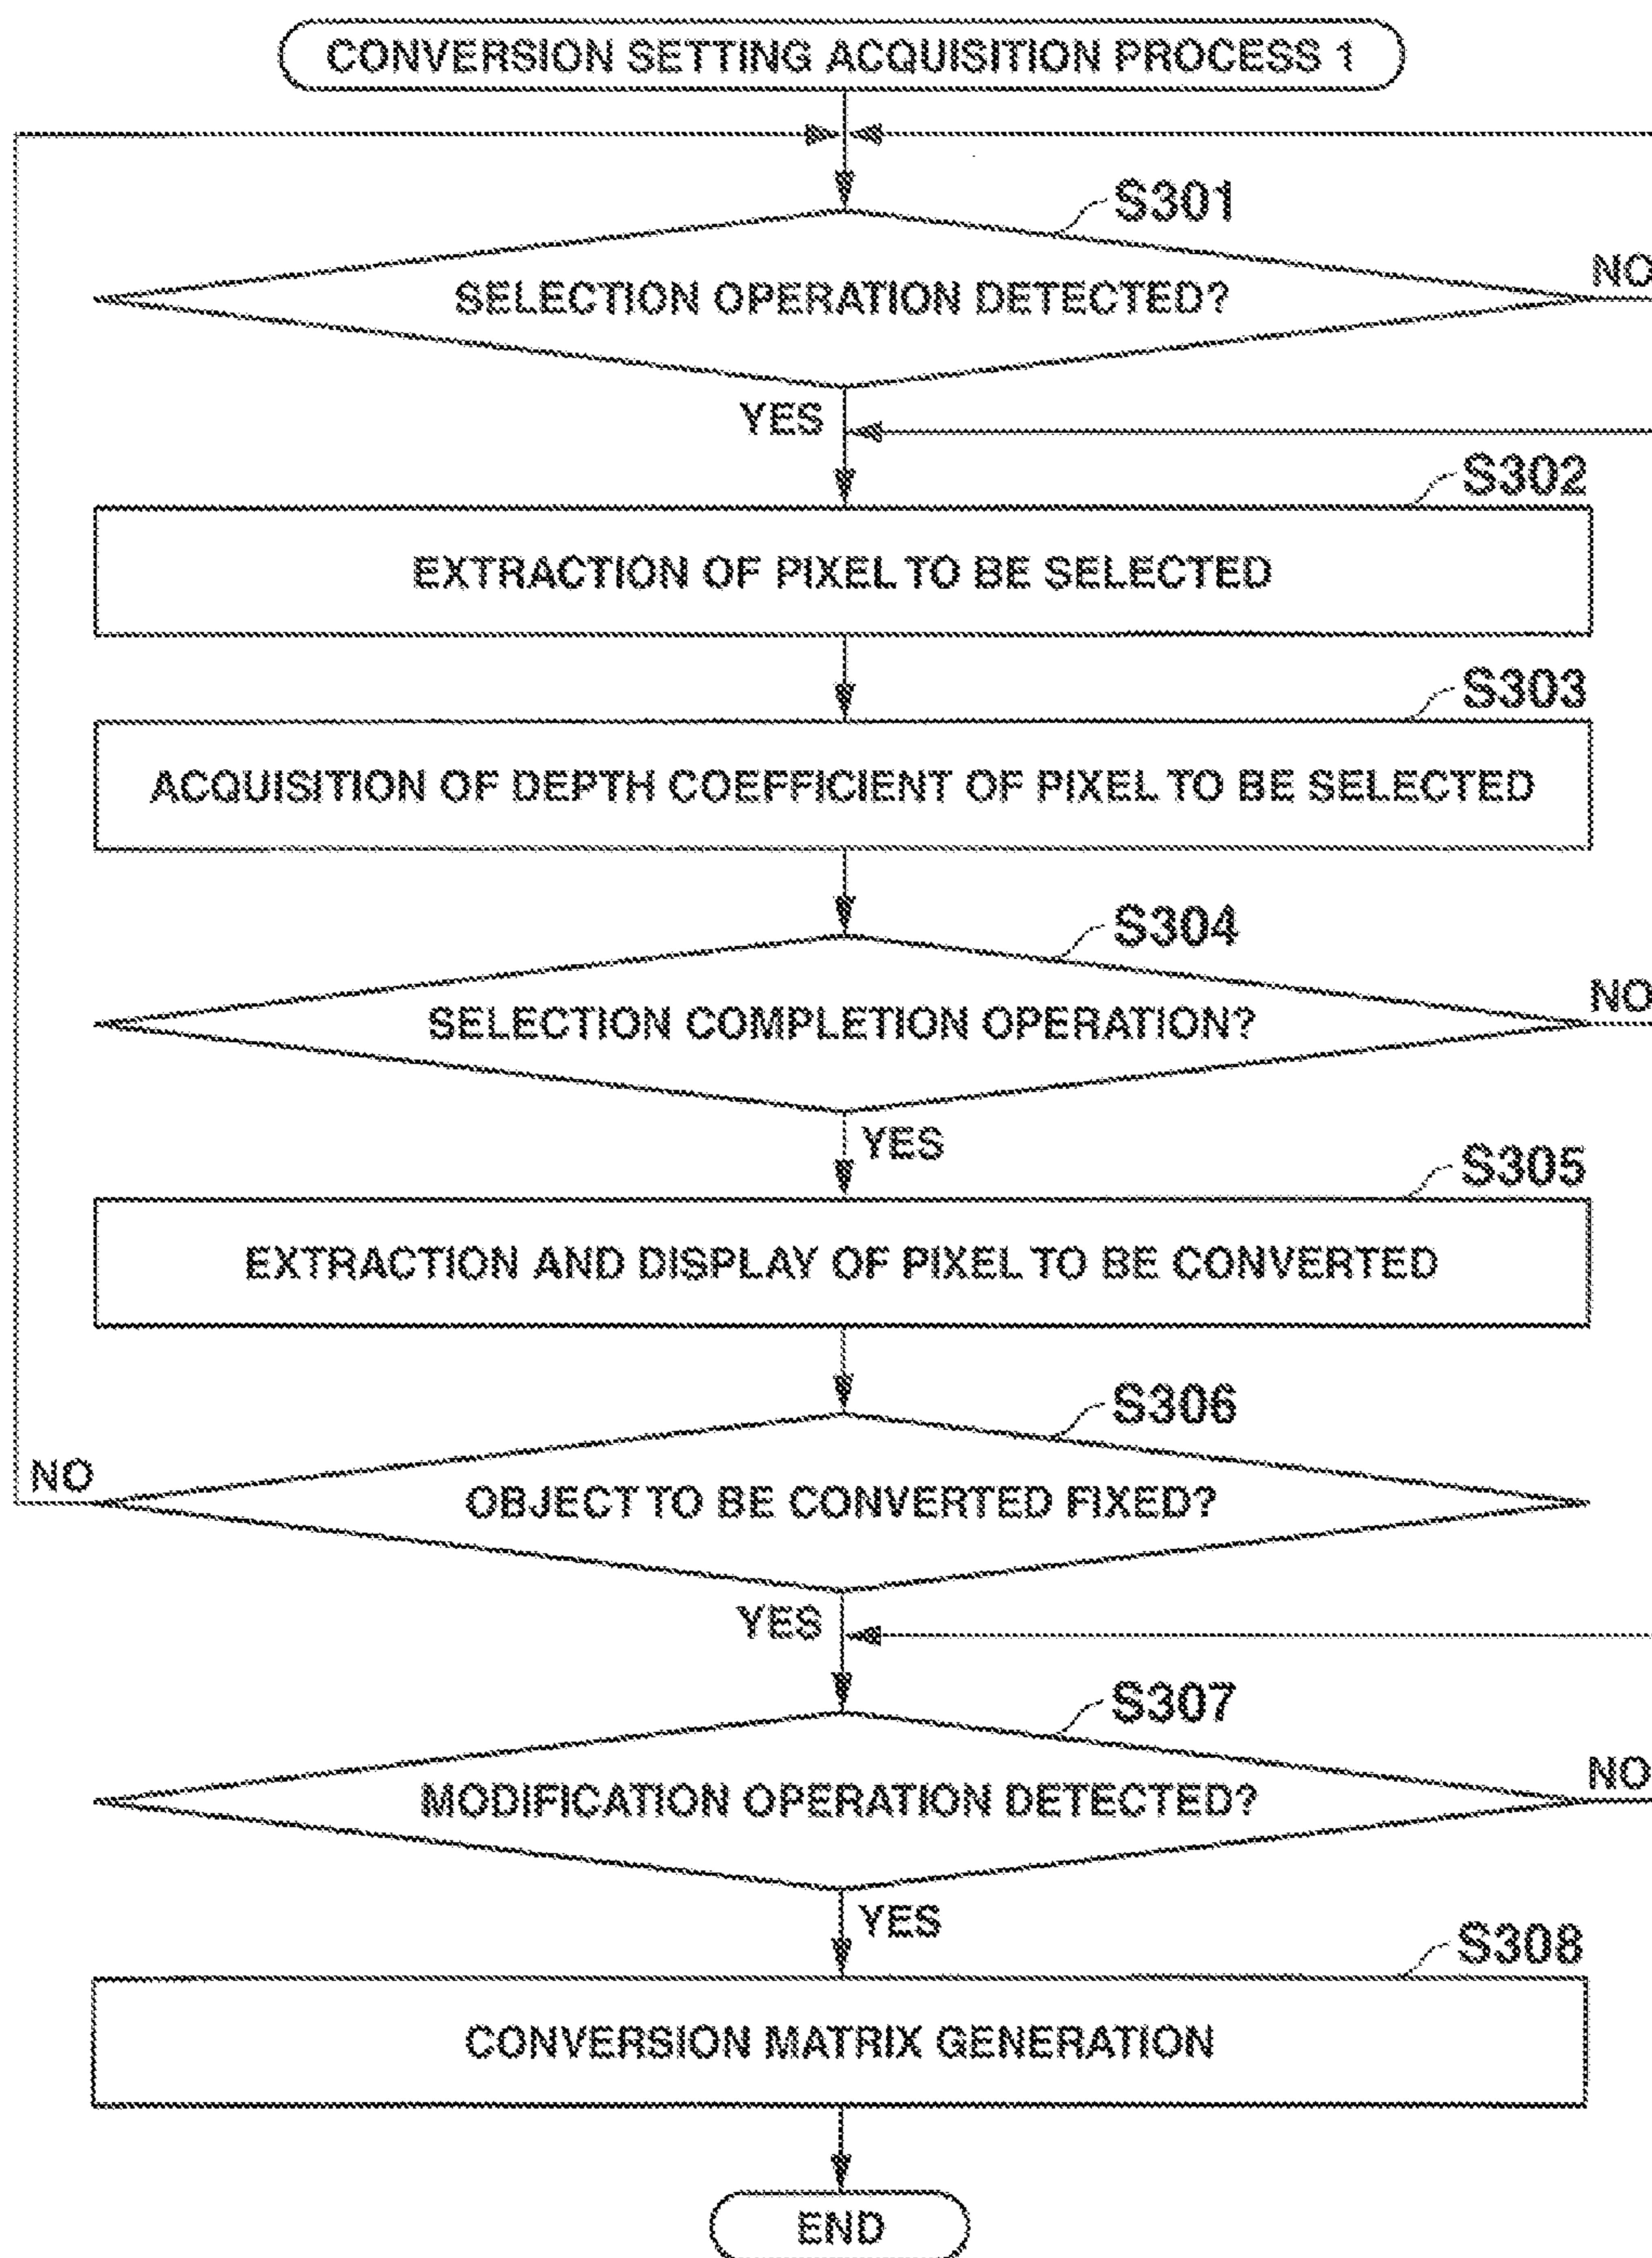 CONVERSION SETTING ACQUISITION PROCESS 1
S301
SELECTION OPERATION DETECTED?
NO
YES
S302
EXTRACTION OF PIXEL TO BE SELECTED
S303
ACQUISITION OF DEPTH COEFFICIENT OF PIXEL TO BE SELECTED
S304
SELECTION COMPLETION OPERATION?
NO
YES
S305
EXTRACTION AND DISPLAY OF PIXEL TO BE CONVERTED
S306
NO
OBJECT TO BE CONVERTED FIXED?
YES
S307
MODIFICATION OPERATION DETECTED?
NO
YES
S308
CONVERSION MATRIX GENERATION
END